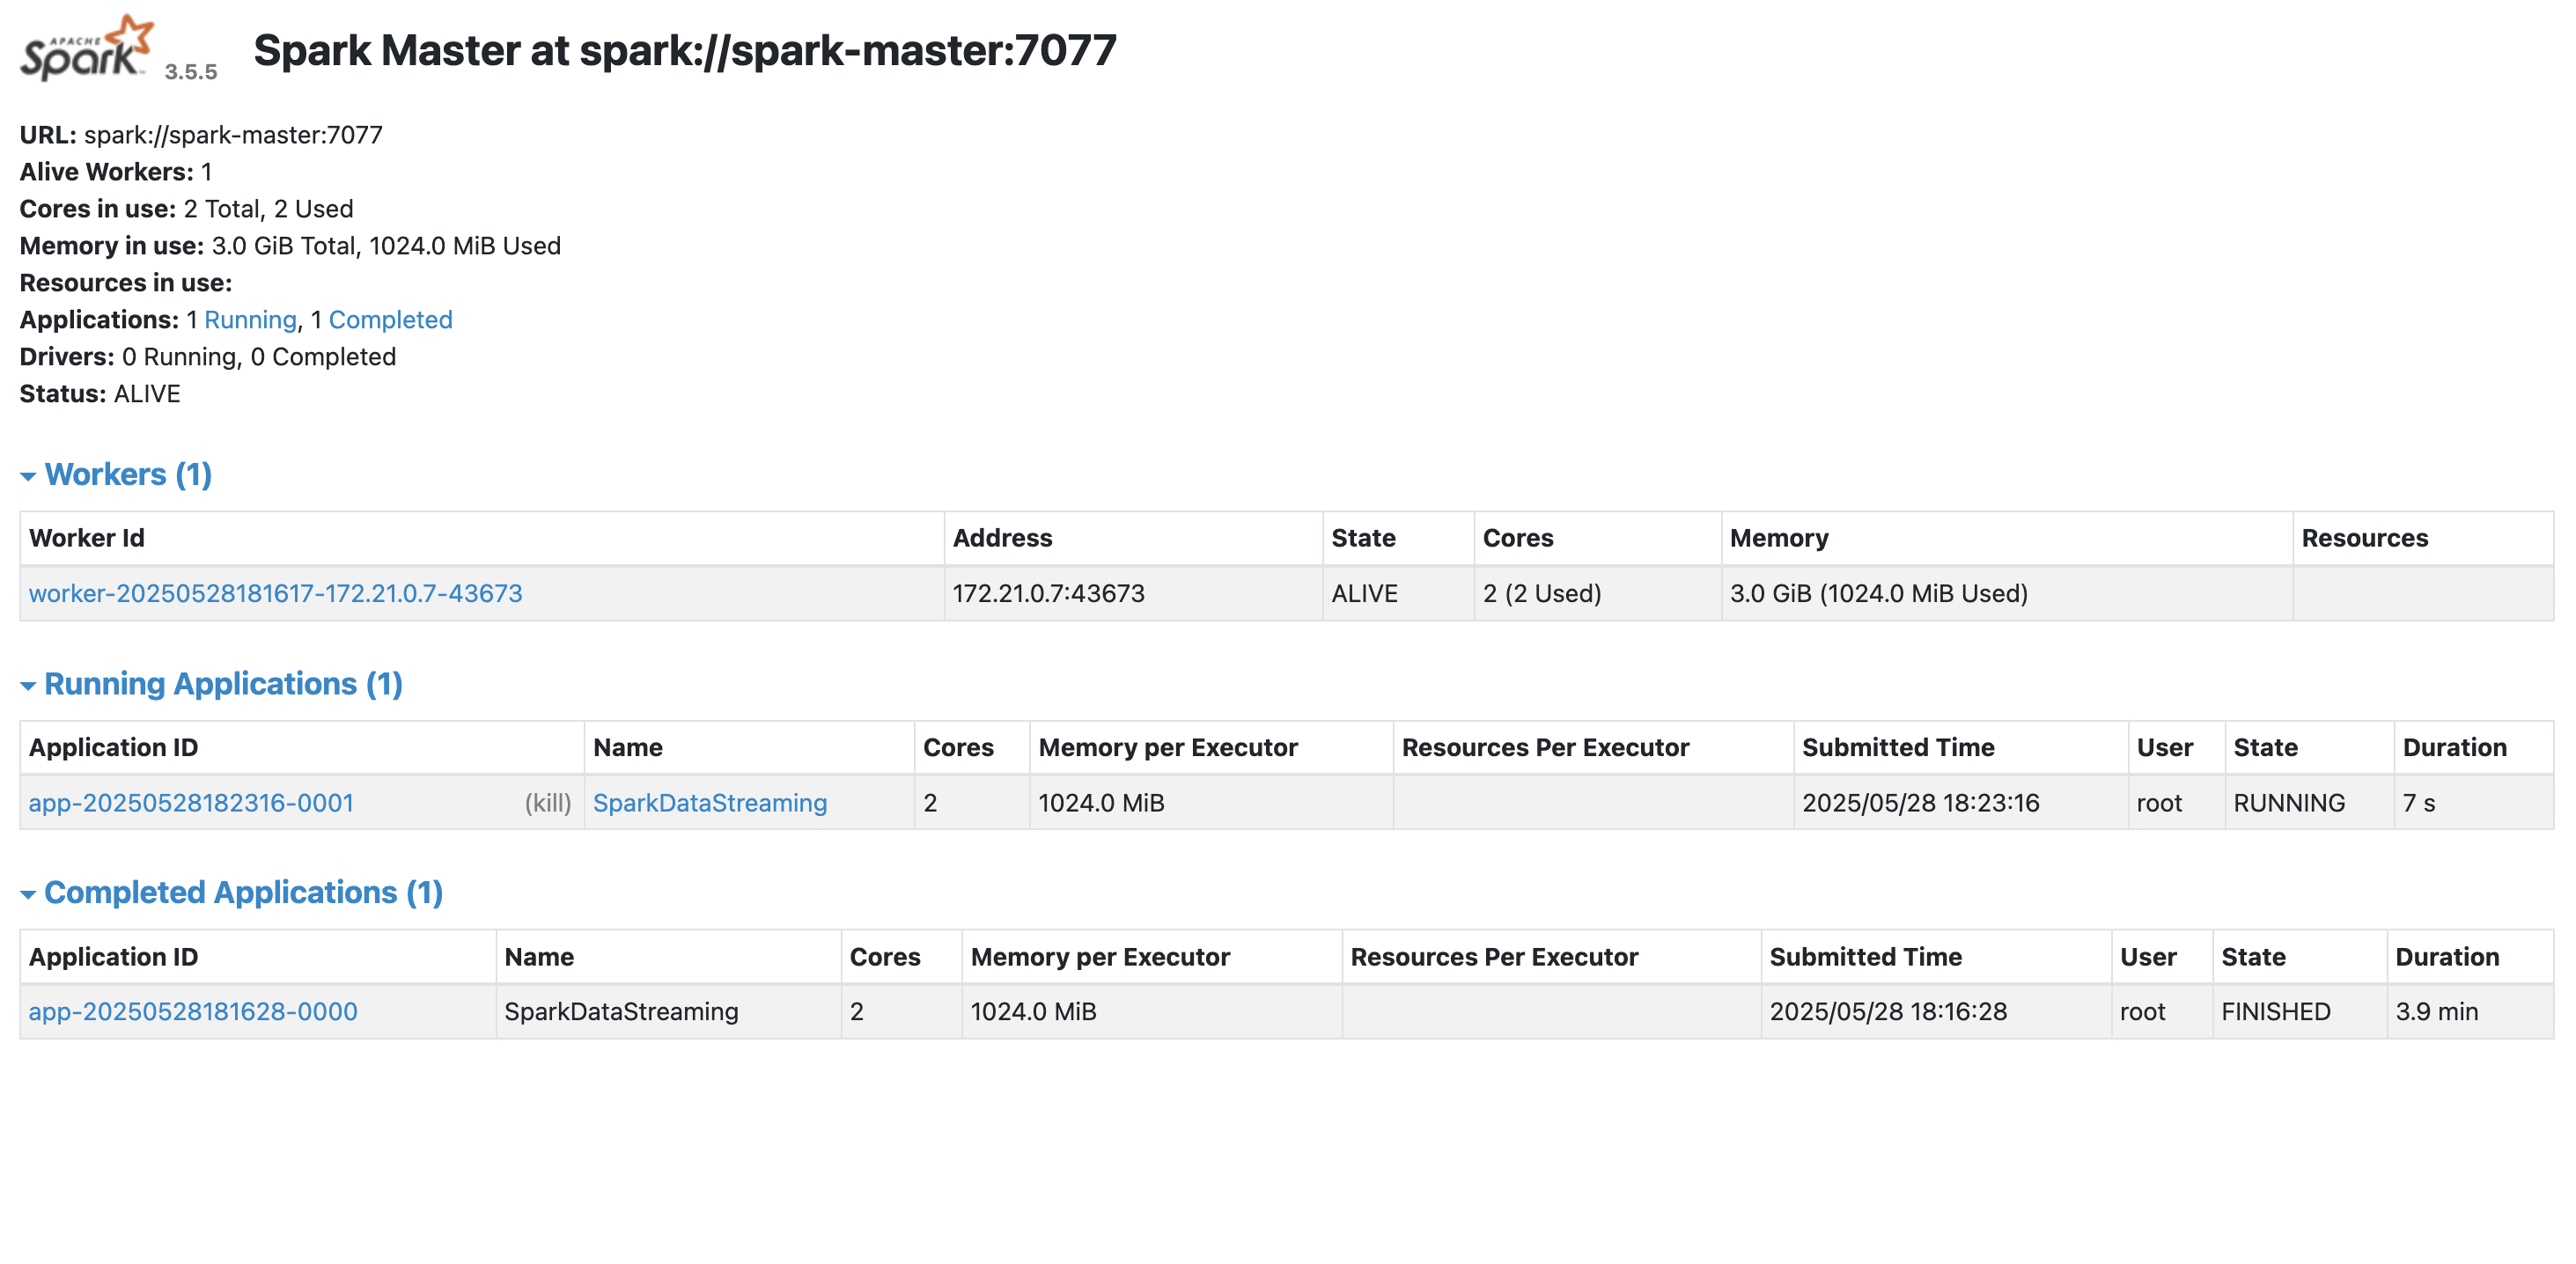 APACHE Spark™ 3.5.5 Spark Master at spark://spark-master:7077
URL: spark://spark-master:7077
Alive Workers: 1
Cores in use: 2 Total, 2 Used
Memory in use: 3.0 GiB Total, 1024.0 MiB Used
Resources in use:
Applications: 1 Running, 1 Completed
Drivers: 0 Running, 0 Completed
Status: ALIVE
Workers (1)
Worker Id Address State Cores Memory Resources
worker-20250528181617-172.21.0.7-43673 172.21.0.7:43673 ALIVE 2 (2 Used) 3.0 GiB (1024.0 MiB Used)
Running Applications (1)
Application ID Name Cores Memory per Executor Resources Per Executor Submitted Time User State Duration
app-20250528182316-0001 (kill) SparkDataStreaming 2 1024.0 MiB 2025/05/28 18:23:16 root RUNNING 7 s
Completed Applications (1)
Application ID Name Cores Memory per Executor Resources Per Executor Submitted Time User State Duration
app-20250528181628-0000 SparkDataStreaming 2 1024.0 MiB 2025/05/28 18:16:28 root FINISHED 3.9 min